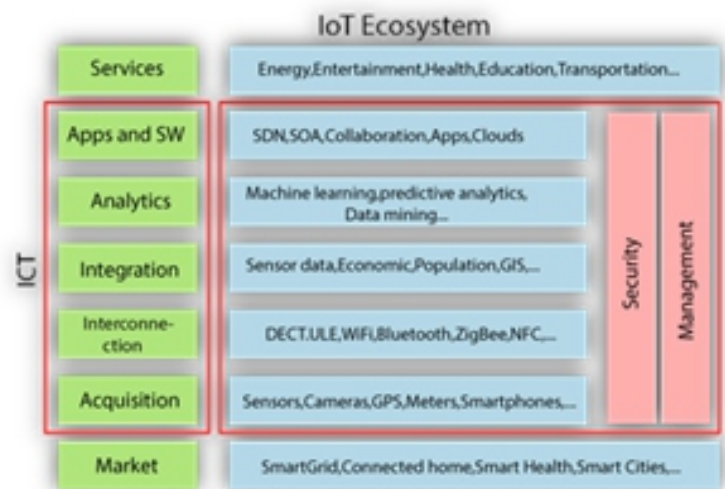 IoT Ecosystem
Services
Energy,Entertainment,Health,Education,Transportation...
Apps and SW
SDN,SOA,Collaboration,Apps,Clouds
Analytics
Machine learning,predictive analytics,
Data mining...
Integration
Sensor data,Economic,Population,GIS,...
Interconne-
ction
DECT.ULE,WiFi,Bluetooth,ZigBee,NFC,...
Acquisition
Sensors,Cameras,GPS,Meters,Smartphones,...
Market
SmartGrid,Connected home,Smart Health,Smart Cities,...
ICT
Security
Management